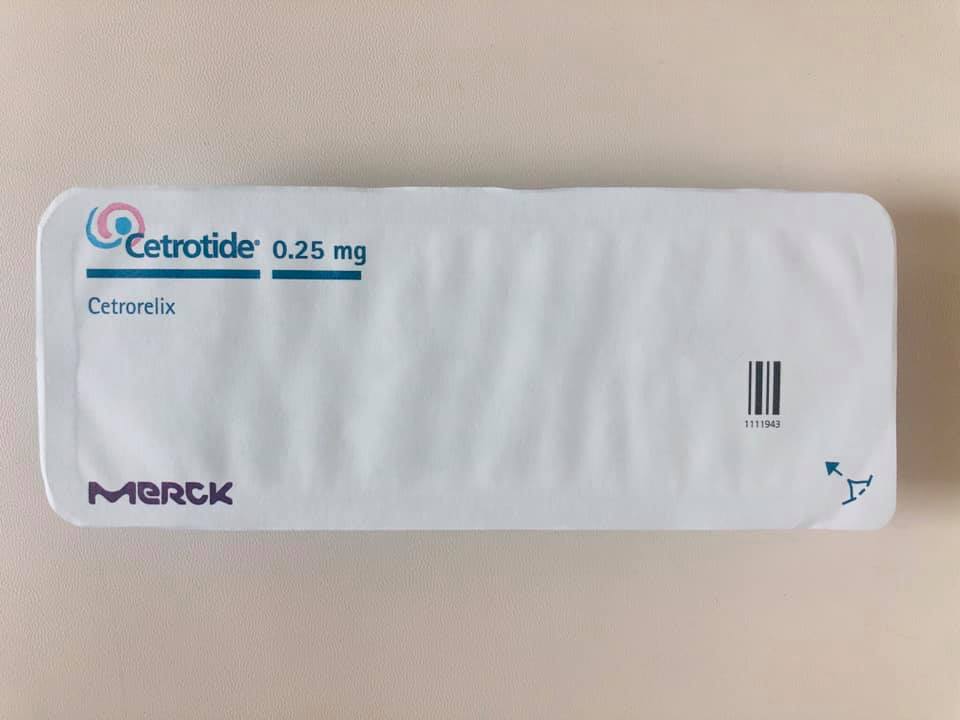 Cetrotide® 0.25 mg
Cetrorelix
1111943
MERCK